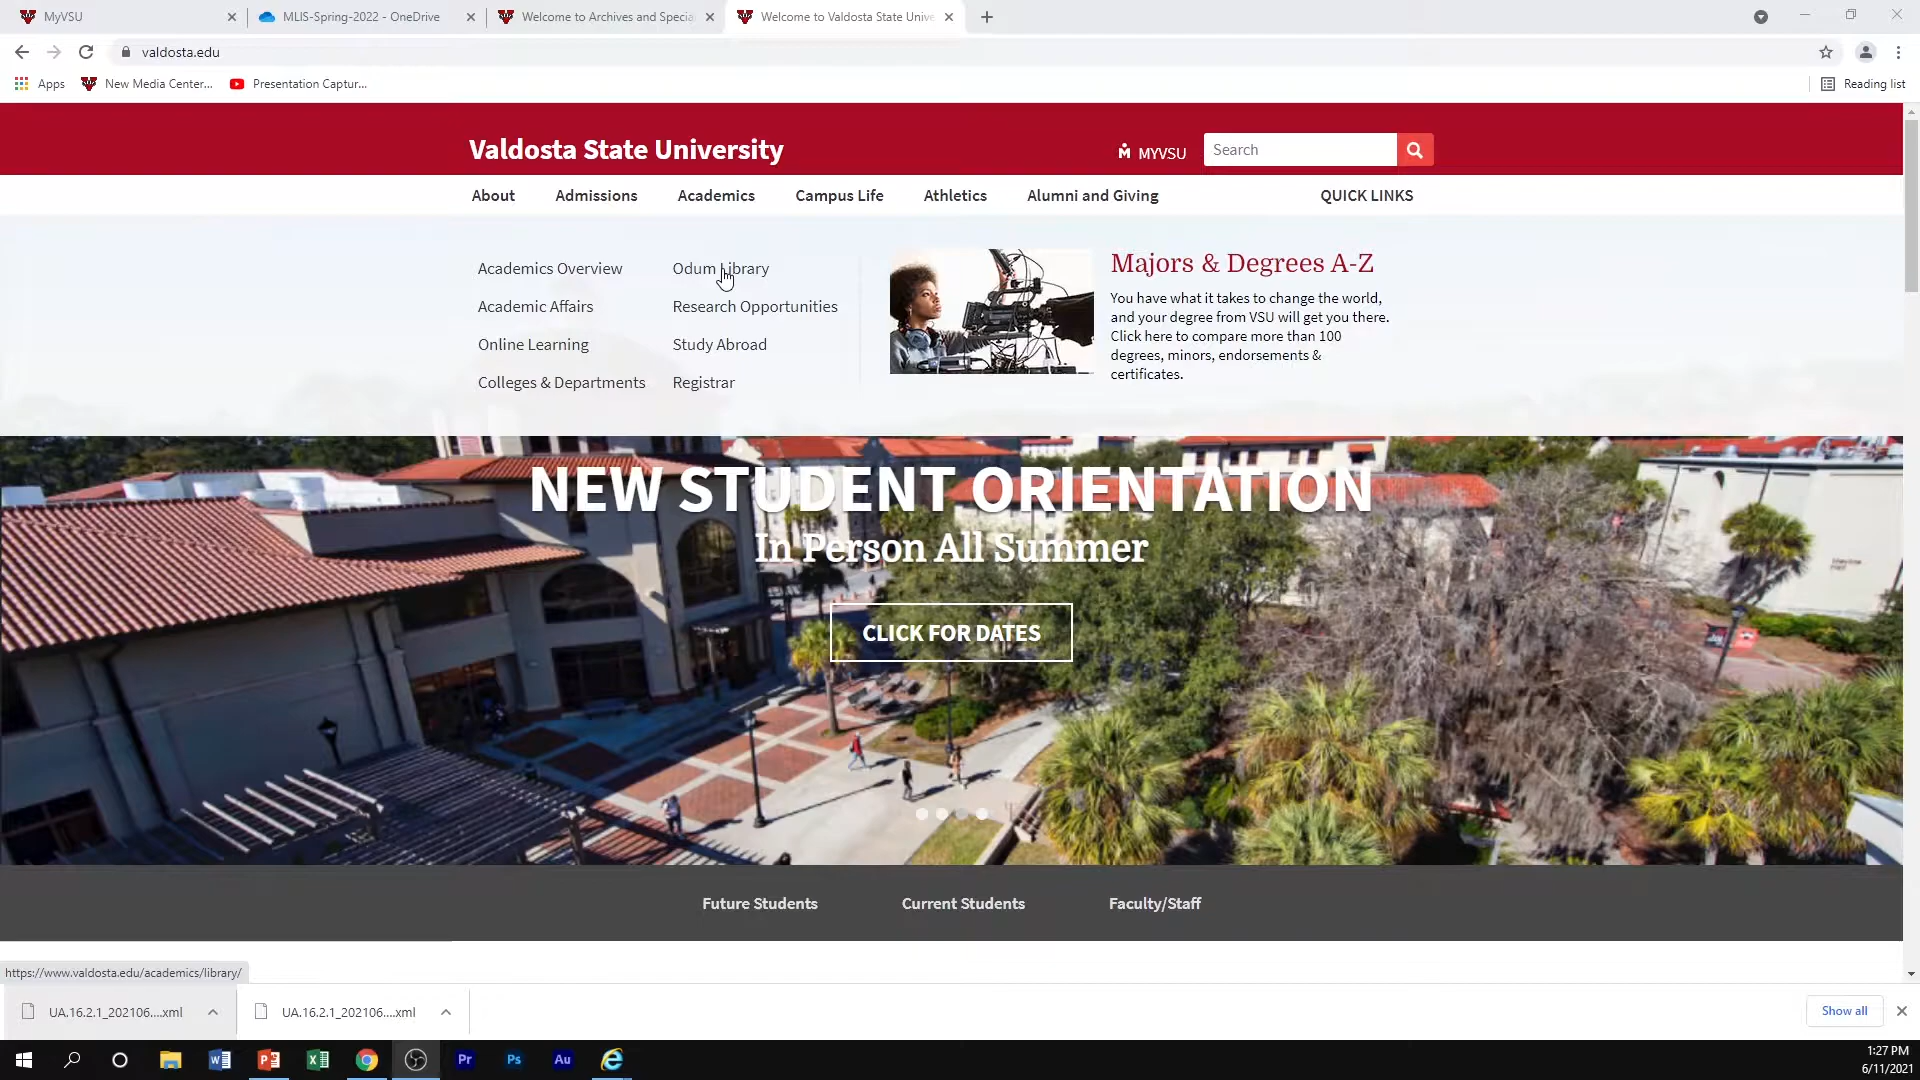 MyVSU
MLIS-Spring-2022 - OneDrive
Welcome to Archives and Specia
Welcome to Valdosta State Unive
valdosta.edu
Apps
New Media Center...
Presentation Captur...
Reading list
Valdosta State University
MYVSU
Search
About
Admissions
Academics
Campus Life
Athletics
Alumni and Giving
QUICK LINKS
Academics Overview
Academic Affairs
Online Learning
Colleges & Departments
Odum Library
Research Opportunities
Study Abroad
Registrar
Majors & Degrees A-Z
You have what it takes to change the world,
and your degree from VSU will get you there.
Click here to compare more than 100
degrees, minors, endorsements &
certificates.
NEW STUDENT ORIENTATION
In Person All Summer
CLICK FOR DATES
Future Students
Current Students
Faculty/Staff
https://www.valdosta.edu/academics/library/
UA.16.2.1_202106....xml
UA.16.2.1_202106....xml
Show all
Pr
Ps
Au
1:27 PM
6/11/2021